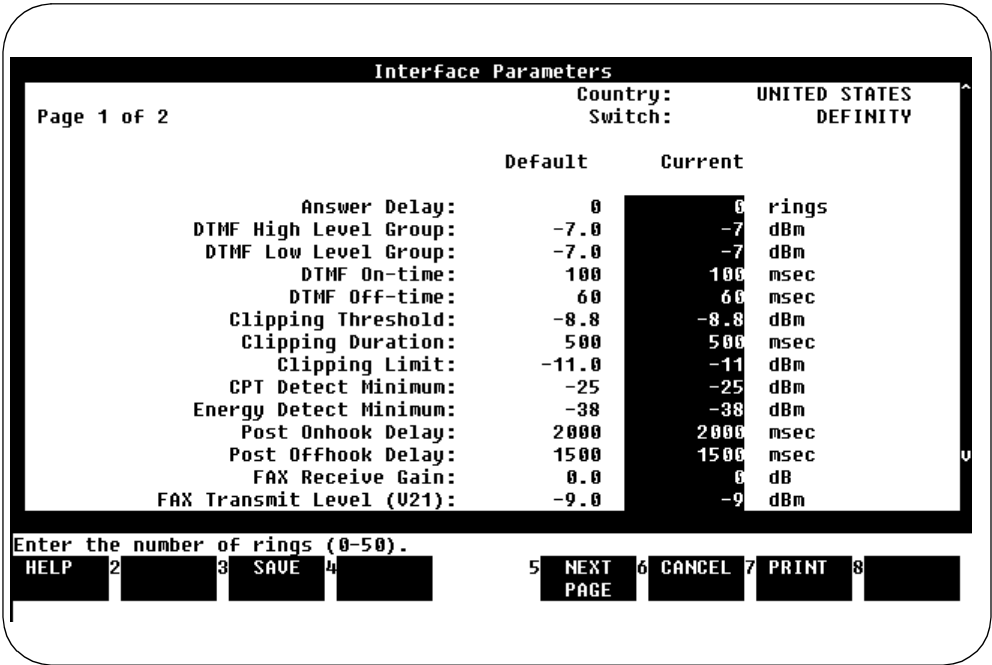 Interface Parameters
Country: UNITED STATES
Page 1 of 2 Switch: DEFINITY
Default Current
Answer Delay: 0 0 rings
DTMF High Level Group: -7.0 -7 dBm
DTMF Low Level Group: -7.0 -7 dBm
DTMF On-time: 100 100 msec
DTMF Off-time: 60 60 msec
Clipping Threshold: -8.8 -8.8 dBm
Clipping Duration: 500 500 msec
Clipping Limit: -11.0 -11 dBm
CPT Detect Minimum: -25 -25 dBm
Energy Detect Minimum: -38 -38 dBm
Post Onhook Delay: 2000 2000 msec
Post Offhook Delay: 1500 1500 msec
FAX Receive Gain: 0.0 0 dB
FAX Transmit Level (V21): -9.0 -9 dBm
Enter the number of rings (0-50).
HELP 2 3 SAVE 4 5 NEXT PAGE 6 CANCEL 7 PRINT 8